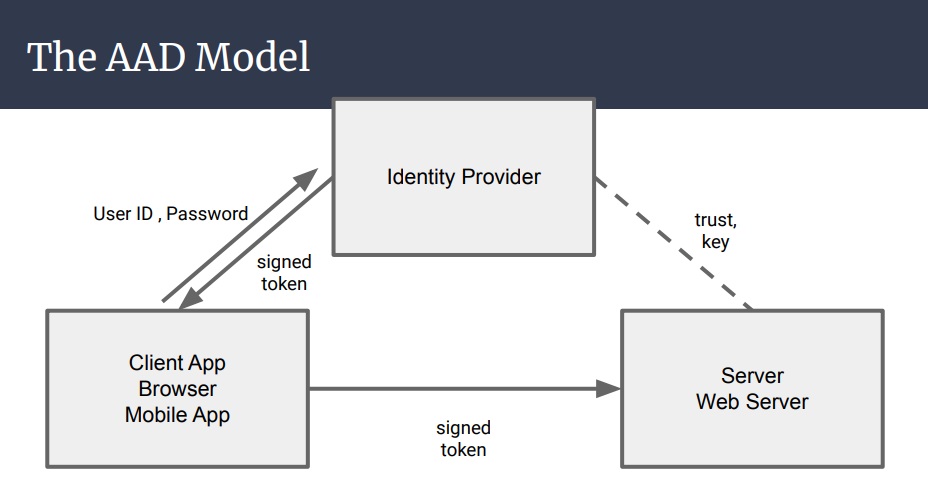 The AAD Model
Identity Provider
User ID , Password
trust,
key
signed
token
Client App
Browser
Mobile App
Server
Web Server
signed
token